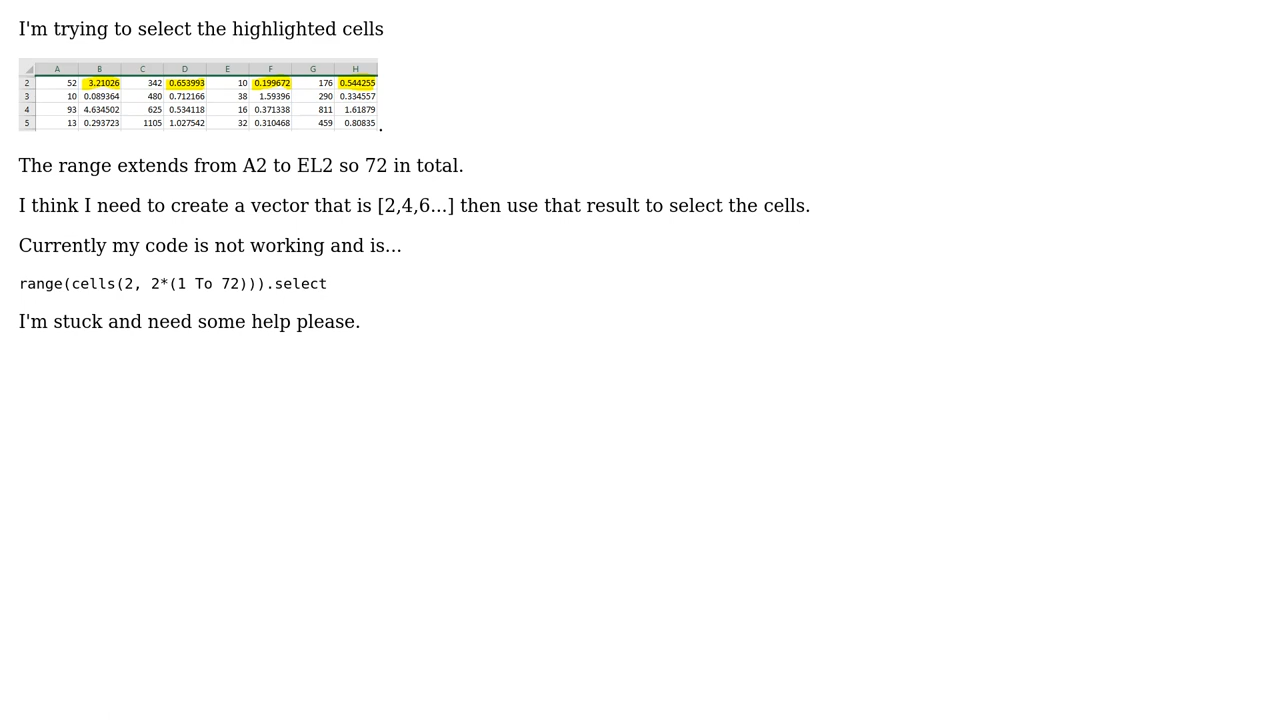 I'm trying to select the highlighted cells
A B C D E F G H
2 52 3.21026 342 0.653993 10 0.199672 176 0.544255
3 10 0.089364 480 0.712166 38 1.59396 290 0.334557
4 93 4.634502 625 0.534118 16 0.371338 811 1.61879
5 13 0.293723 1105 1.027542 32 0.310468 459 0.80835
.
The range extends from A2 to EL2 so 72 in total.
I think I need to create a vector that is [2,4,6...] then use that result to select the cells.
Currently my code is not working and is...
range(cells(2, 2*(1 To 72))).select
I'm stuck and need some help please.